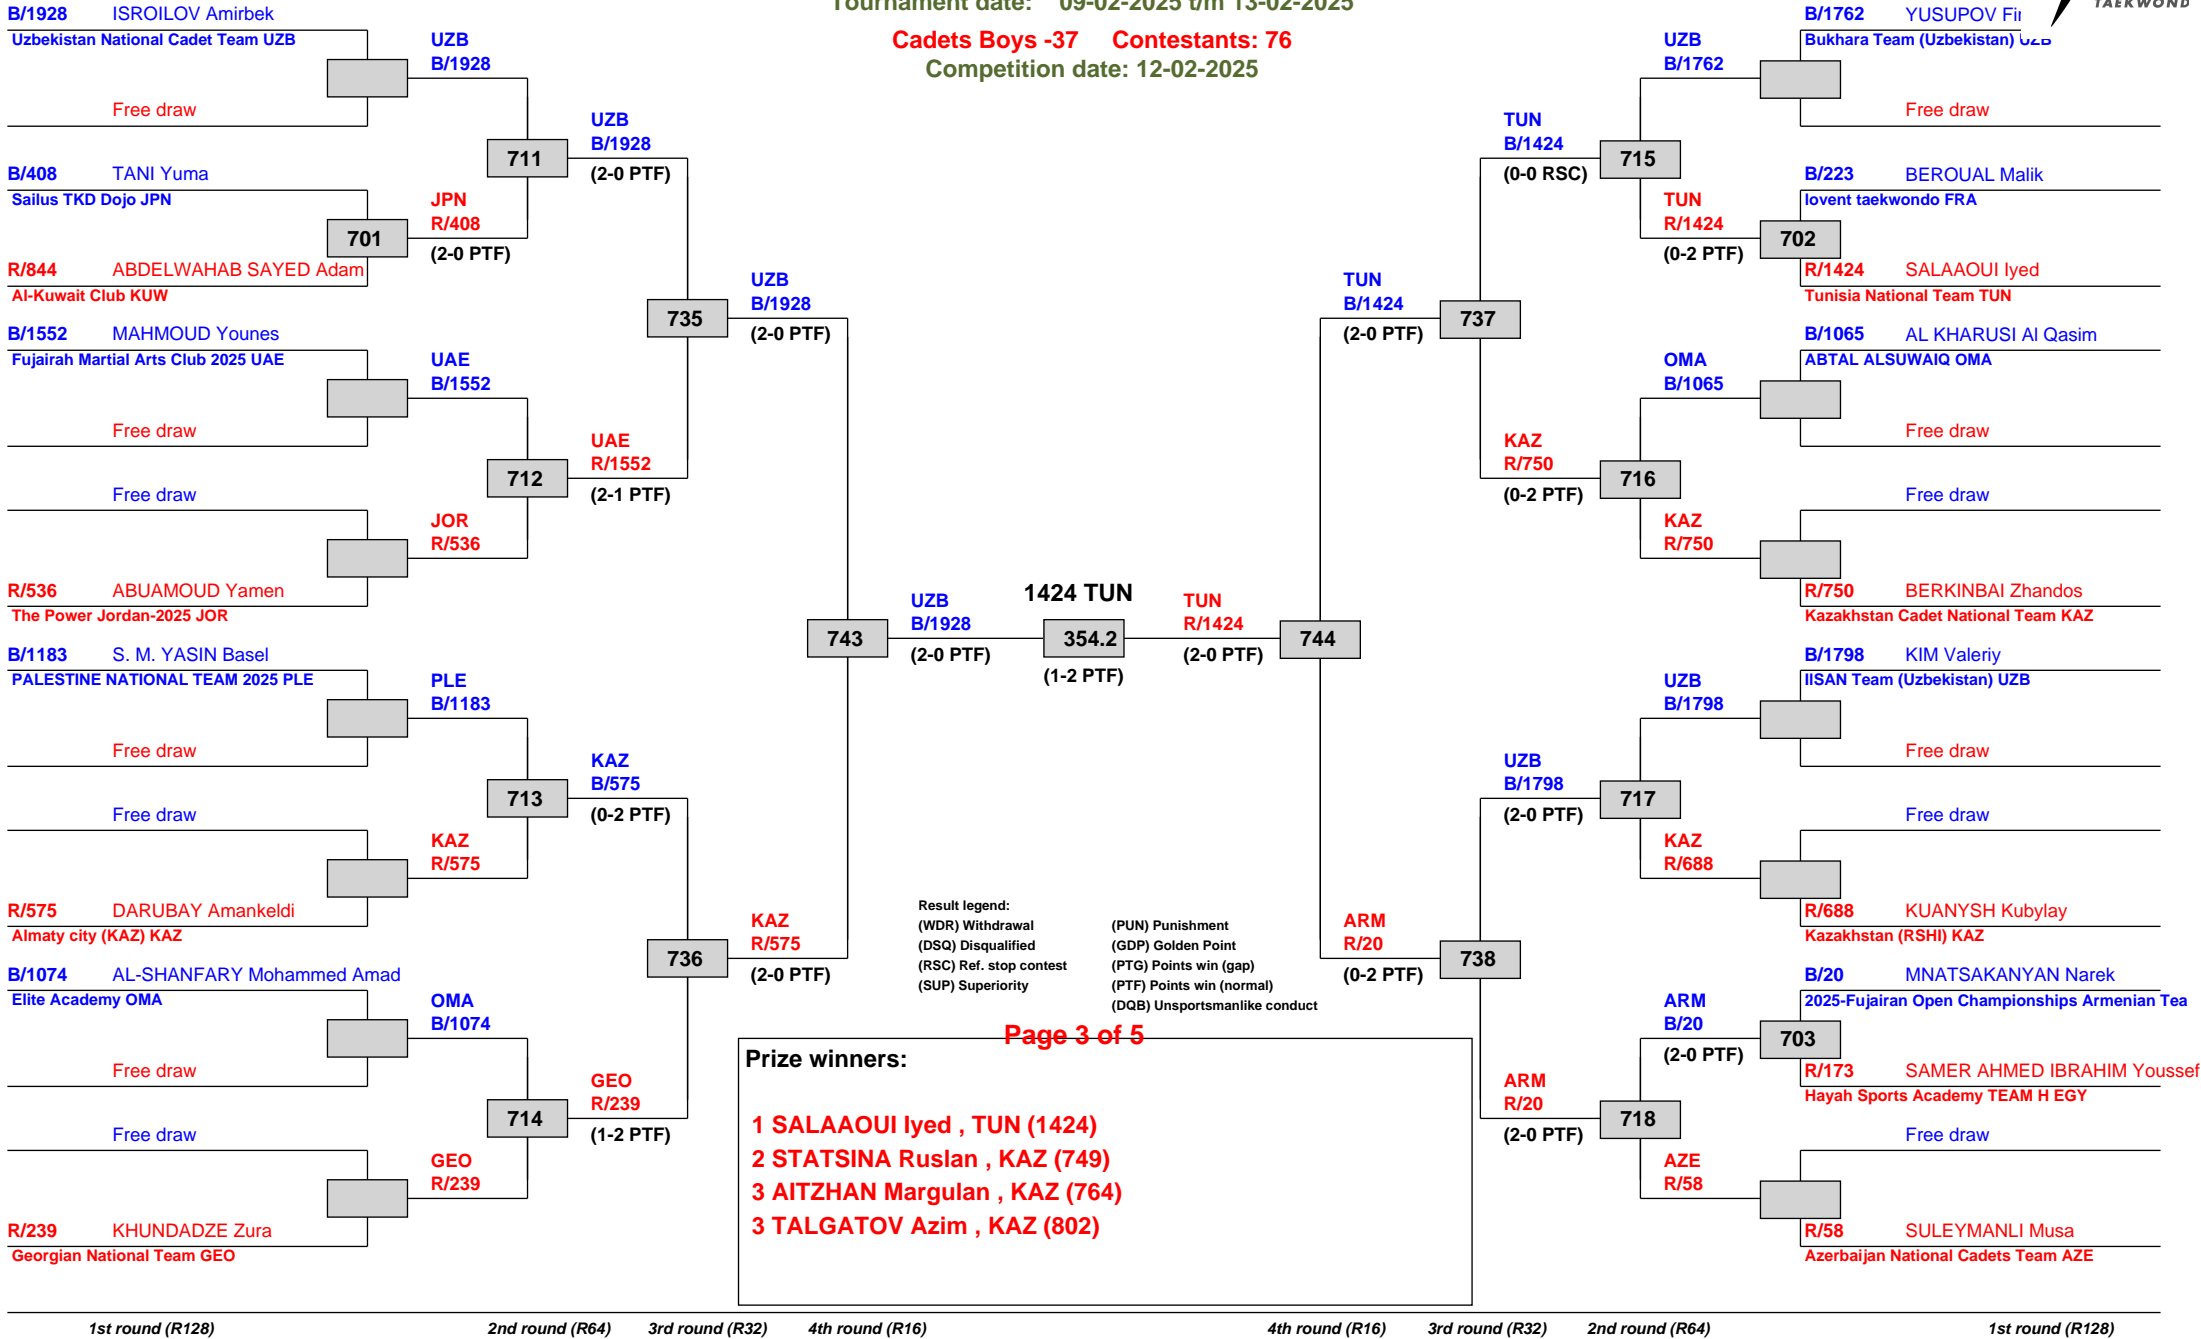 Tournament date: 09-02-2025 t/m 13-02-2025
Cadets Boys -37 Contestants: 76
Competition date: 12-02-2025
TAEKWOND
B/1928 ISROILOV Amirbek
Uzbekistan National Cadet Team UZB
Free draw
UZB
B/1928
B/408 TANI Yuma
Sailus TKD Dojo JPN
701
R/844 ABDELWAHAB SAYED Adam
Al-Kuwait Club KUW
JPN
R/408
(2-0 PTF)
711
UZB
B/1928
(2-0 PTF)
B/1552 MAHMOUD Younes
Fujairah Martial Arts Club 2025 UAE
Free draw
UAE
B/1552
Free draw
R/536 ABUAMOUD Yamen
The Power Jordan-2025 JOR
JOR
R/536
712
UAE
R/1552
(2-1 PTF)
735
UZB
B/1928
(2-0 PTF)
B/1183 S. M. YASIN Basel
PALESTINE NATIONAL TEAM 2025 PLE
Free draw
PLE
B/1183
Free draw
R/575 DARUBAY Amankeldi
Almaty city (KAZ) KAZ
KAZ
R/575
713
KAZ
B/575
(0-2 PTF)
B/1074 AL-SHANFARY Mohammed Amad
Elite Academy OMA
Free draw
OMA
B/1074
Free draw
R/239 KHUNDADZE Zura
Georgian National Team GEO
GEO
R/239
714
GEO
R/239
(1-2 PTF)
736
KAZ
R/575
(2-0 PTF)
743
UZB
B/1928
(2-0 PTF)
1424 TUN
354.2
(1-2 PTF)
TUN
R/1424
(2-0 PTF)
744
TUN
B/1424
(2-0 PTF)
737
TUN
B/1424
(0-0 RSC)
715
UZB
B/1762
B/1762 YUSUPOV
Bukhara Team (Uzbekistan) UZB
Free draw
TUN
R/1424
(0-2 PTF)
702
B/223 BEROUAL Malik
lovent taekwondo FRA
R/1424 SALAAOUI Iyed
Tunisia National Team TUN
KAZ
R/750
(0-2 PTF)
716
OMA
B/1065
B/1065 AL KHARUSI Al Qasim
ABTAL ALSUWAIQ OMA
Free draw
KAZ
R/750
Free draw
R/750 BERKINBAI Zhandos
Kazakhstan Cadet National Team KAZ
ARM
R/20
(0-2 PTF)
738
UZB
B/1798
(2-0 PTF)
717
UZB
B/1798
B/1798 KIM Valeriy
IISAN Team (Uzbekistan) UZB
Free draw
KAZ
R/688
Free draw
R/688 KUANYSH Kubylay
Kazakhstan (RSHI) KAZ
ARM
R/20
(2-0 PTF)
718
ARM
B/20
(2-0 PTF)
703
B/20 MNATSAKANYAN Narek
2025-Fujairan Open Championships Armenian Tea
R/173 SAMER AHMED IBRAHIM Youssef
Hayah Sports Academy TEAM H EGY
AZE
R/58
Free draw
R/58 SULEYMANLI Musa
Azerbaijan National Cadets Team AZE
Result legend:
(WDR) Withdrawal (PUN) Punishment
(DSQ) Disqualified (GDP) Golden Point
(RSC) Ref. stop contest (PTG) Points win (gap)
(SUP) Superiority (PTF) Points win (normal)
(DQB) Unsportsmanlike conduct
Page 3 of 5
Prize winners:
1 SALAAOUI Iyed , TUN (1424)
2 STATSINA Ruslan , KAZ (749)
3 AITZHAN Margulan , KAZ (764)
3 TALGATOV Azim , KAZ (802)
1st round (R128) 2nd round (R64) 3rd round (R32) 4th round (R16) 4th round (R16) 3rd round (R32) 2nd round (R64) 1st round (R128)